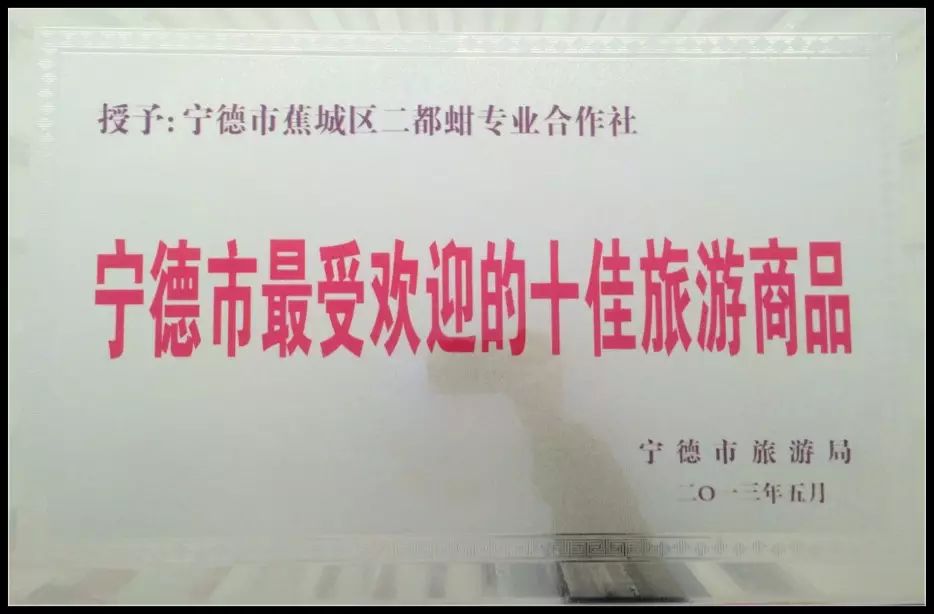 授予:宁德市蕉城区二都蚶专业合作社
宁德市最受欢迎的十佳旅游商品
宁德市旅游局
二〇一三年五月